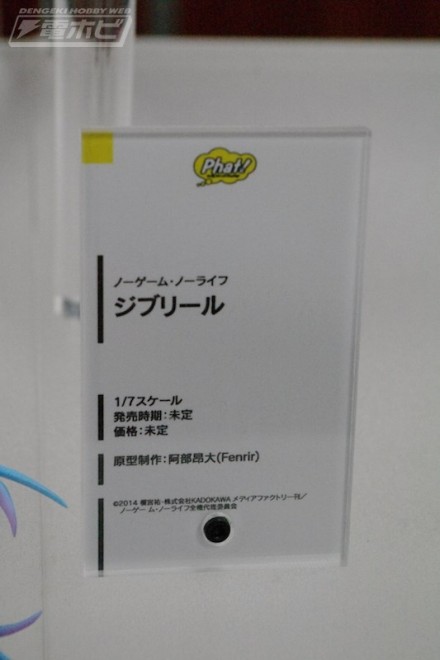 DENGEKI HOBBY WEB
電ホビ
Phat!
ノーゲーム・ノーライフ
ジブリール
1/7スケール
発売時期：未定
価格：未定
原型制作：阿部昂大(Fenrir)
©2014 榎宮祐・株式会社KADOKAWA メディアファクトリー刊／
ノーゲーム・ノーライフ全権代理委員会